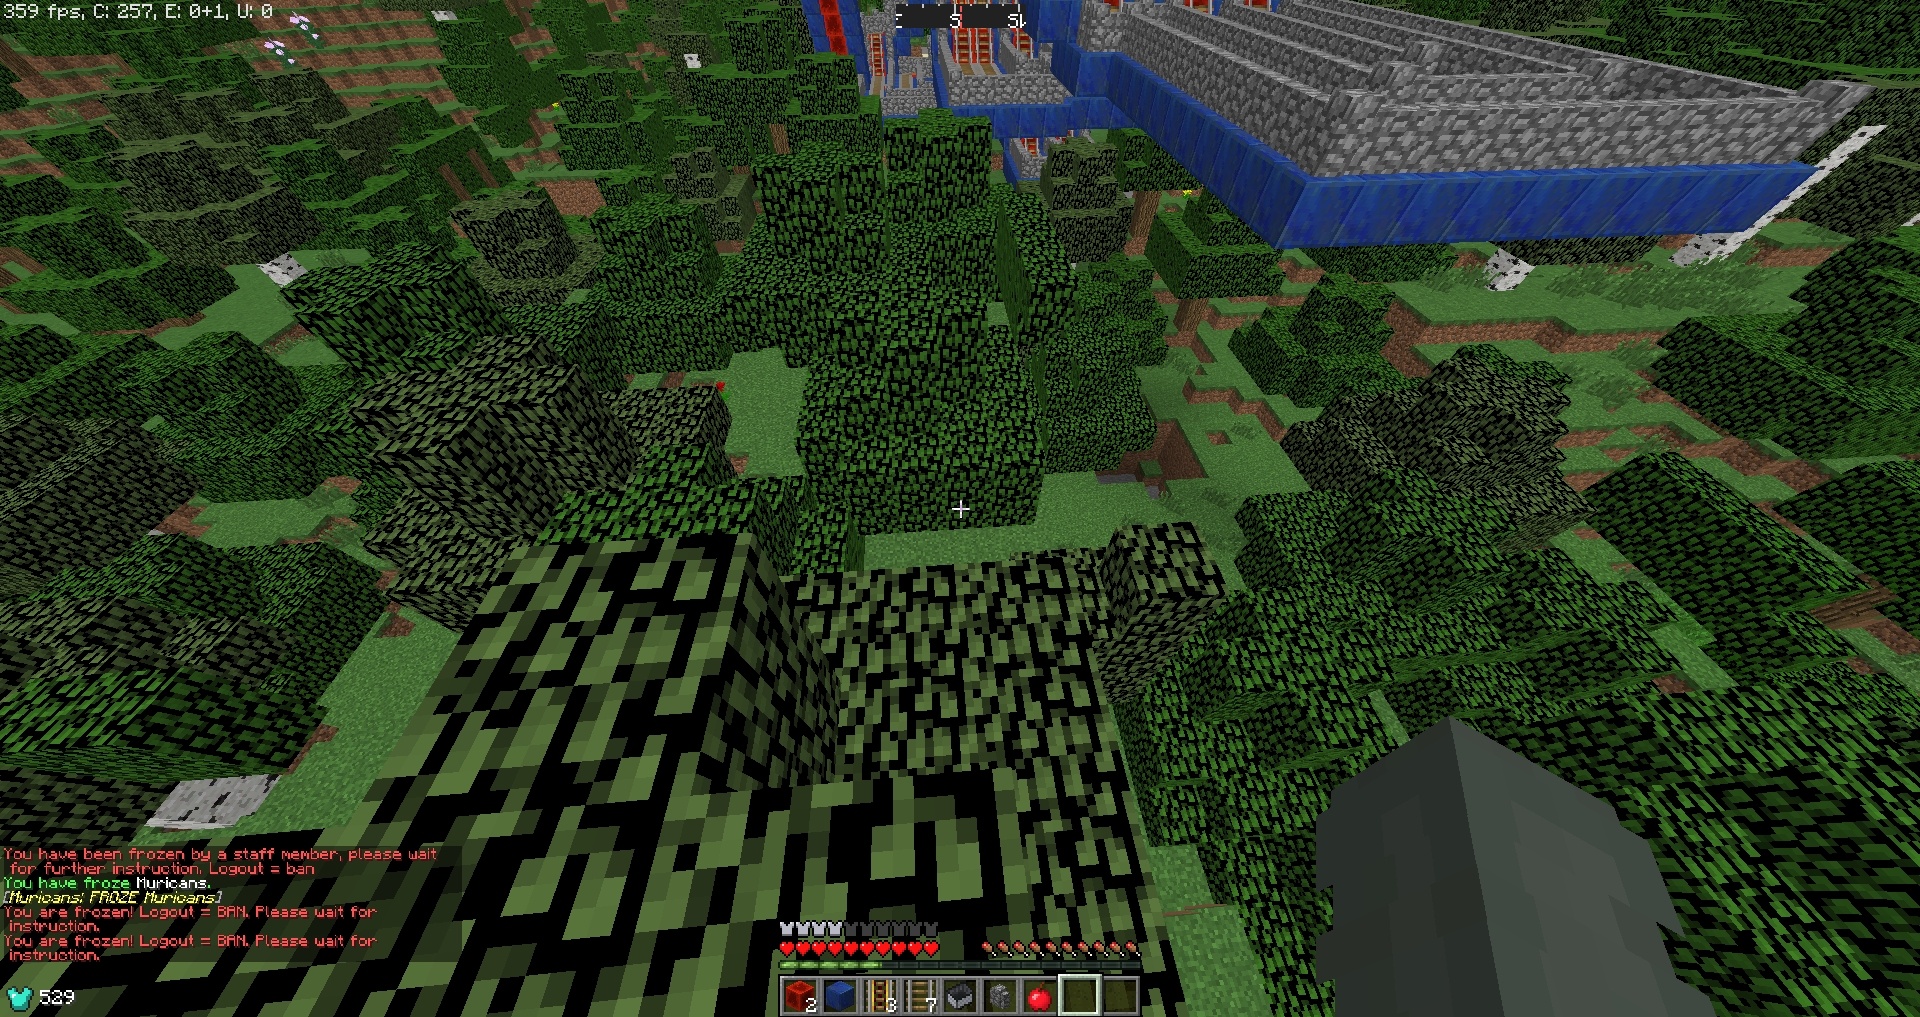 359 fps, C: 257, E: 0+1, U: 0
S
You have been frozen by a staff member, please wait
for further instruction. Logout = ban
You have froze Muricans.
[Muricans: FROZE Muricans]
You are frozen! Logout = BAN. Please wait for
instruction.
You are frozen! Logout = BAN. Please wait for
instruction.
529
2
8
7